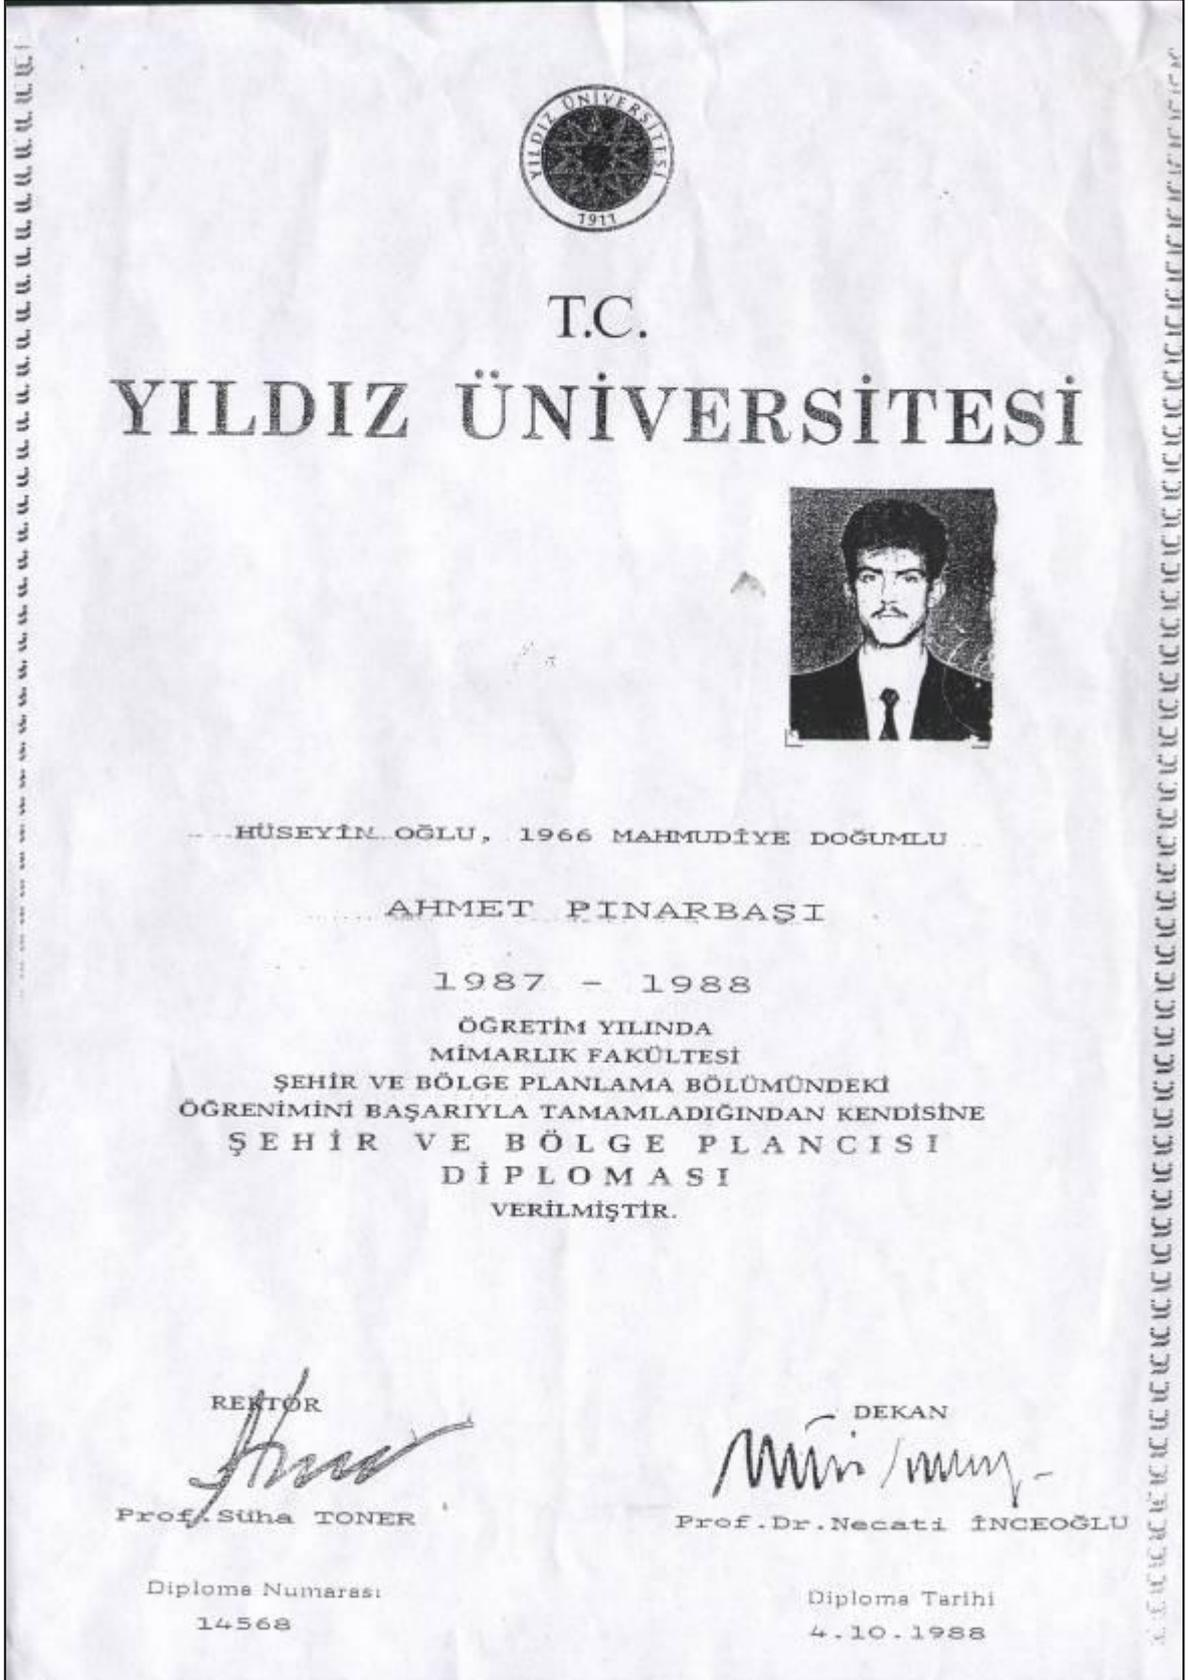 YILDIZ ÜNİVERSİTESİ
1911
T.C.
YILDIZ ÜNİVERSİTESİ
HÜSEYİN OĞLU, 1966 MAHMUDİYE DOĞUMLU
AHMET PINARBAŞI
1987 - 1988
ÖĞRETİM YILINDA
MİMARLIK FAKÜLTESİ
ŞEHİR VE BÖLGE PLANLAMA BÖLÜMÜNDEKİ
ÖĞRENİMİNİ BAŞARIYLA TAMAMLADIĞINDAN KENDİSİNE
ŞEHİR VE BÖLGE PLANCISI
DİPLOMASI
VERİLMİŞTİR.
REKTÖR
Prof.Süha TONER
Diploma Numarası
14568
DEKAN
Prof.Dr.Necati İNCEOĞLU
Diploma Tarihi
4.10.1988